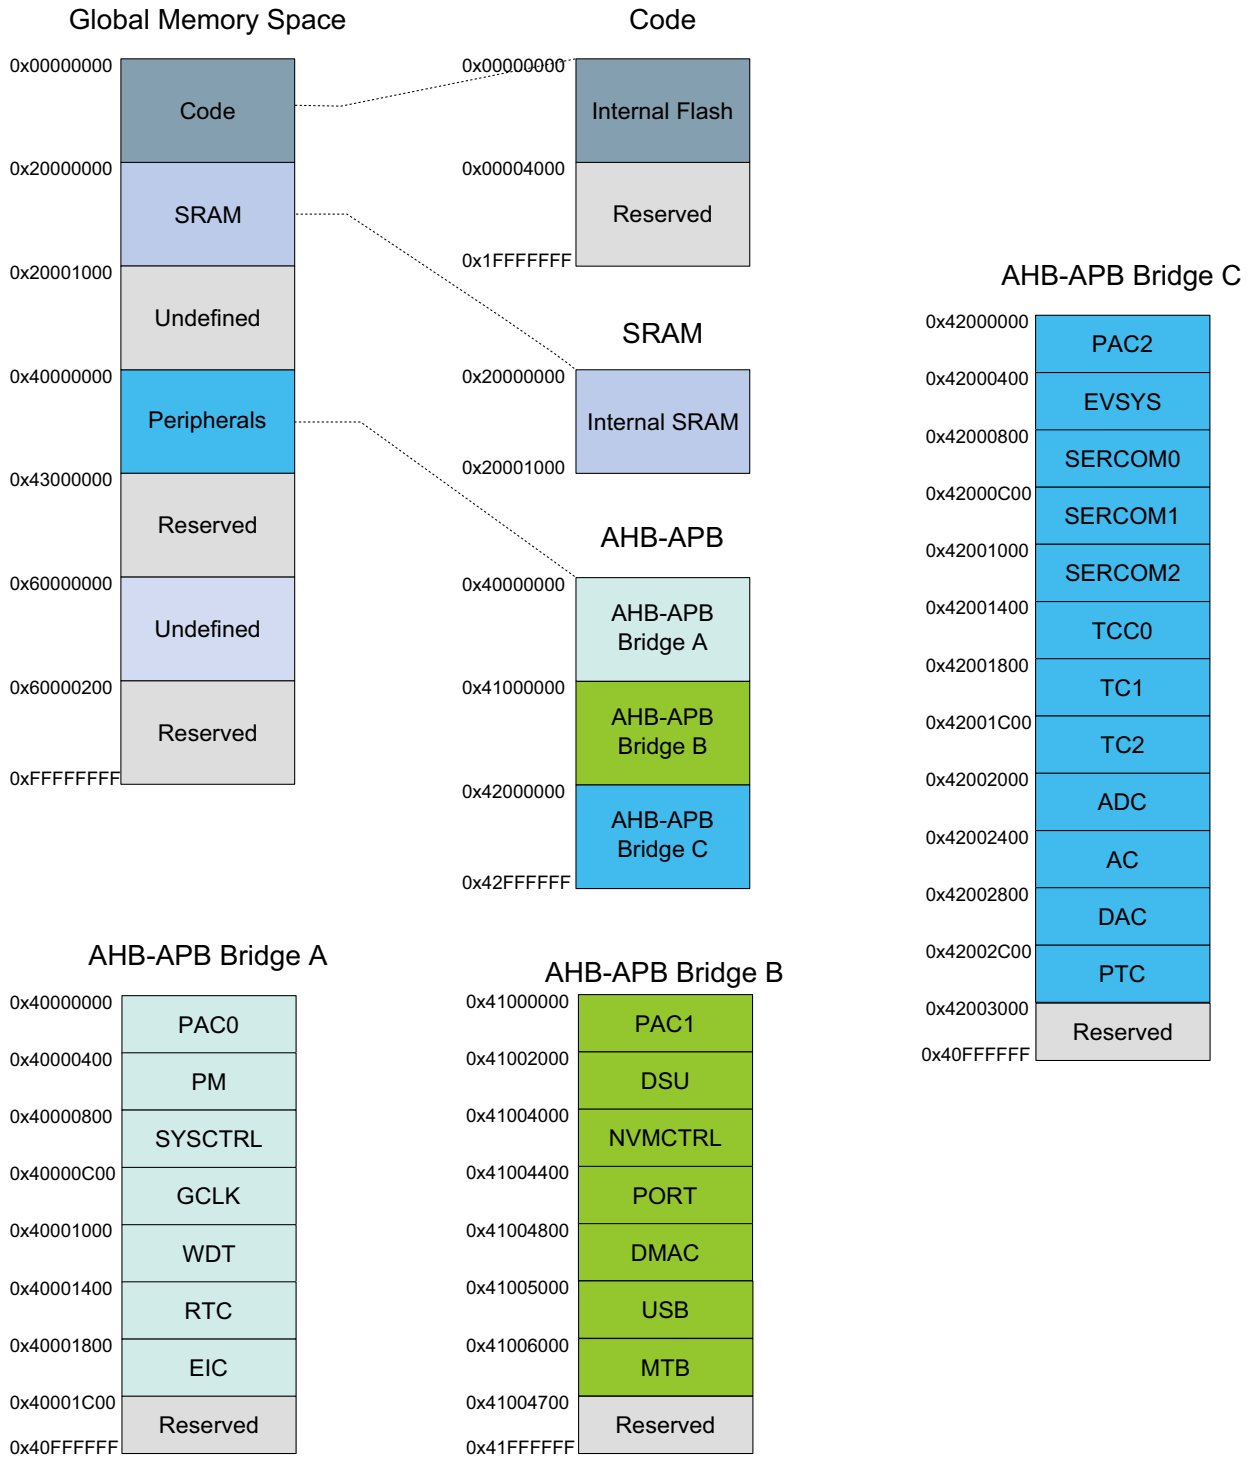 Global Memory Space
0x00000000
Code
0x20000000
SRAM
0x20001000
Undefined
0x40000000
Peripherals
0x43000000
Reserved
0x60000000
Undefined
0x60000200
Reserved
0xFFFFFFFF
Code
0x00000000
Internal Flash
0x00004000
Reserved
0x1FFFFFFF
SRAM
0x20000000
Internal SRAM
0x20001000
AHB-APB
0x40000000
AHB-APB
Bridge A
0x41000000
AHB-APB
Bridge B
0x42000000
AHB-APB
Bridge C
0x42FFFFFF
AHB-APB Bridge C
0x42000000
PAC2
0x42000400
EVSYS
0x42000800
SERCOM0
0x42000C00
SERCOM1
0x42001000
SERCOM2
0x42001400
TCC0
0x42001800
TC1
0x42001C00
TC2
0x42002000
ADC
0x42002400
AC
0x42002800
DAC
0x42002C00
PTC
0x42003000
Reserved
0x40FFFFFF
AHB-APB Bridge A
0x40000000
PAC0
0x40000400
PM
0x40000800
SYSCTRL
0x40000C00
GCLK
0x40001000
WDT
0x40001400
RTC
0x40001800
EIC
0x40001C00
Reserved
0x40FFFFFF
AHB-APB Bridge B
0x41000000
PAC1
0x41002000
DSU
0x41004000
NVMCTRL
0x41004400
PORT
0x41004800
DMAC
0x41005000
USB
0x41006000
MTB
0x41004700
Reserved
0x41FFFFFF